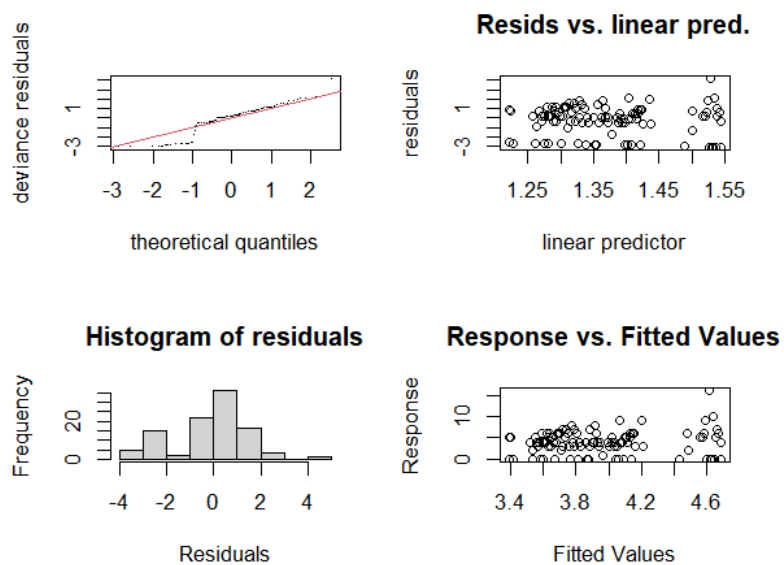 deviance residuals
1
-3
-3 -2 -1 0 1 2
theoretical quantiles
Resids vs. linear pred.
residuals
1
-3
1.25 1.35 1.45 1.55
linear predictor
Histogram of residuals
Frequency
20
0
-4 -2 0 2 4
Residuals
Response vs. Fitted Values
Response
10
0
3.4 3.8 4.2 4.6
Fitted Values